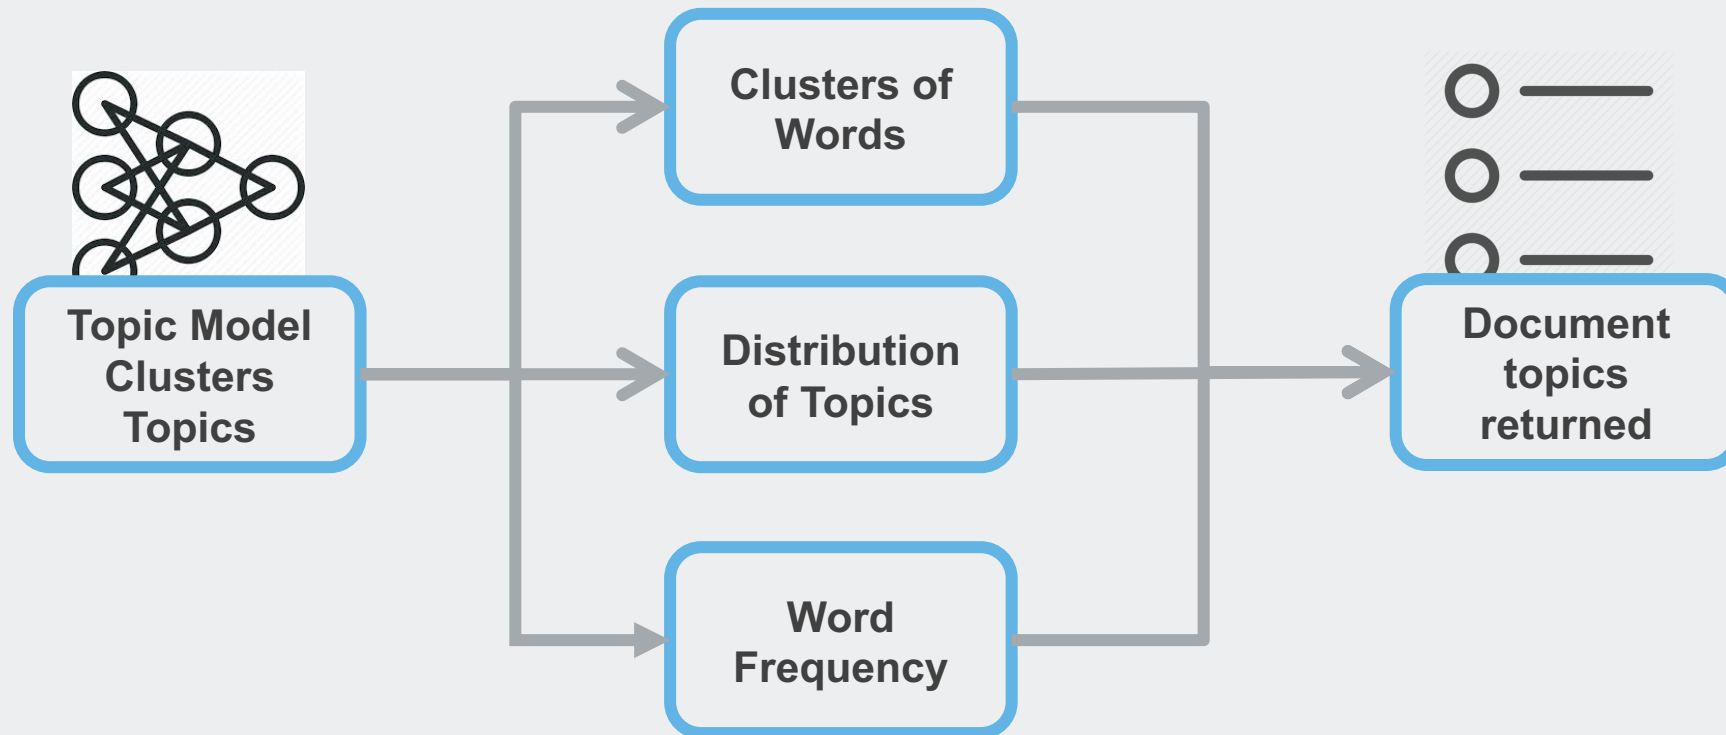 Topic Model
Clusters
Topics
Clusters of
Words
Distribution
of Topics
Word
Frequency
Document
topics
returned